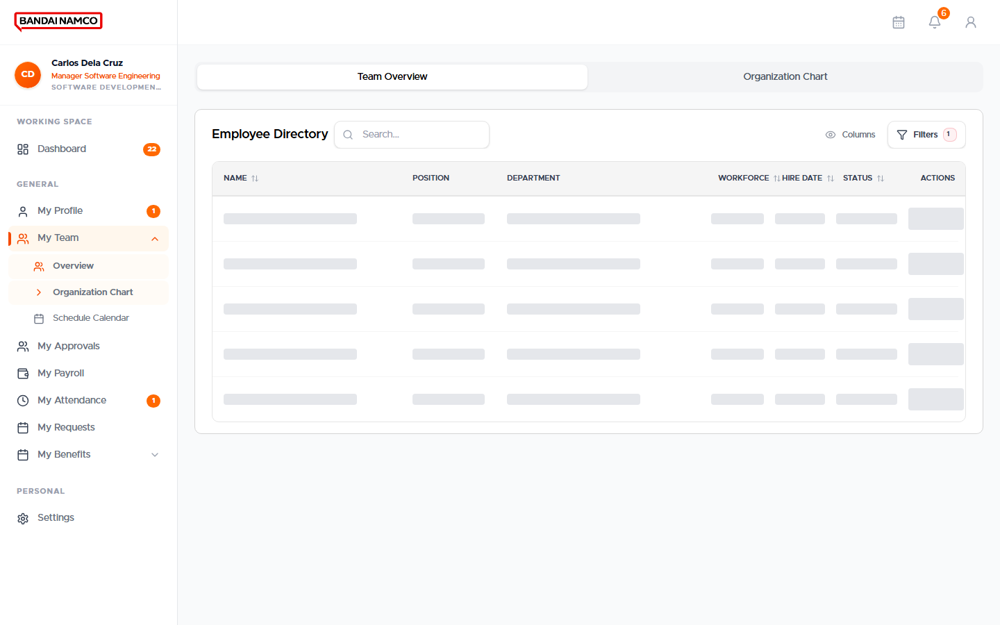 BANDAI NAMCO
6
CD
Carlos Dela Cruz
Manager Software Engineering
SOFTWARE DEVELOPMEN...
Team Overview
Organization Chart
WORKING SPACE
Dashboard
22
Employee Directory
Search...
Columns
Filters
1
GENERAL
NAME
POSITION
DEPARTMENT
WORKFORCE
HIRE DATE
STATUS
ACTIONS
My Profile
1
My Team
Overview
Organization Chart
Schedule Calendar
My Approvals
My Payroll
My Attendance
1
My Requests
My Benefits
PERSONAL
Settings